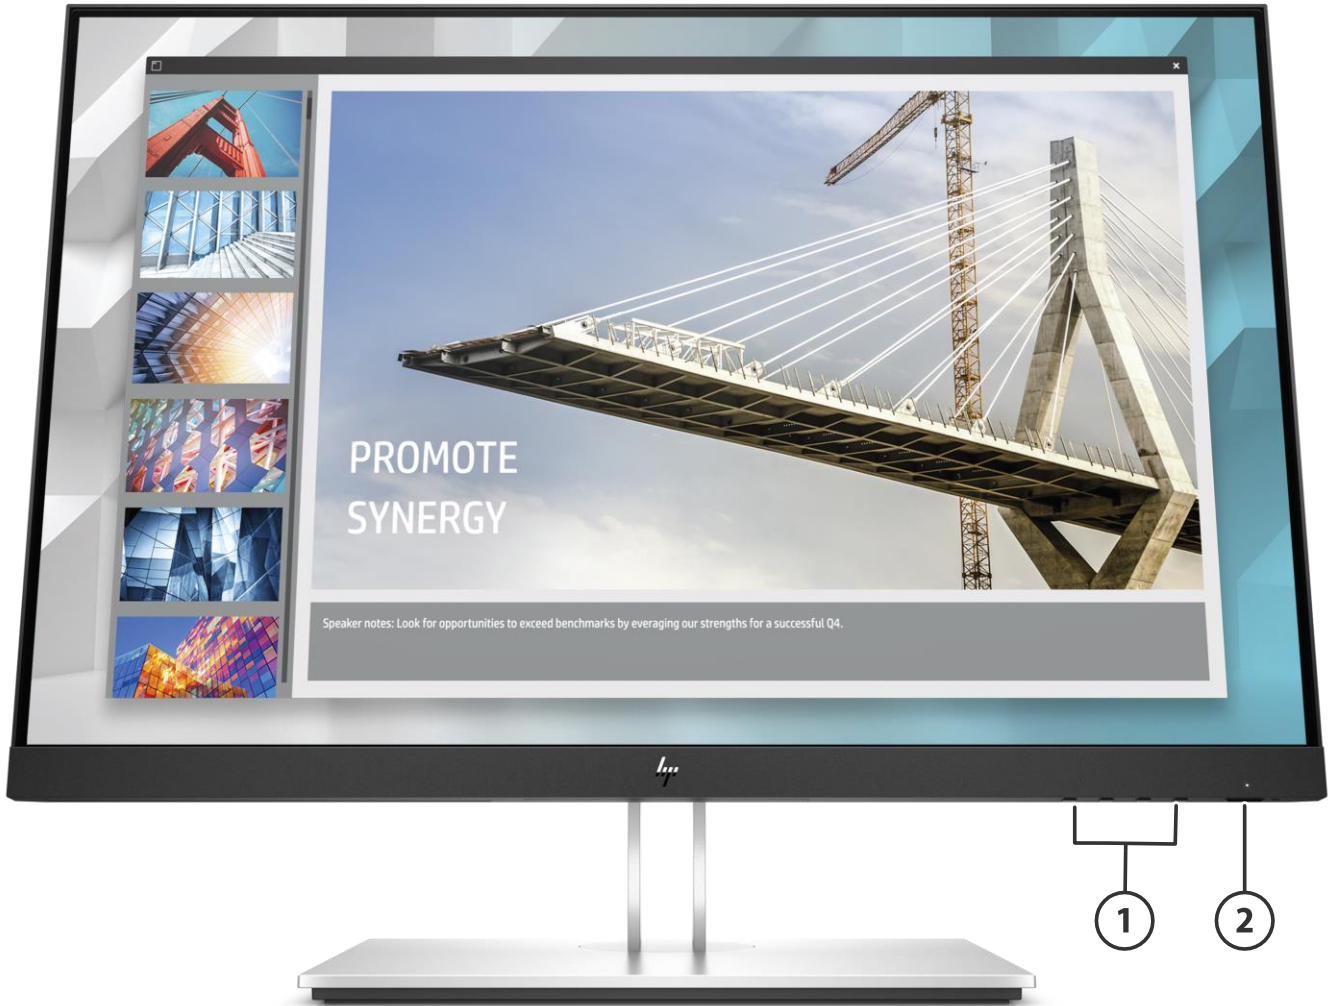 PROMOTE
SYNERGY
Speaker notes: Look for opportunities to exceed benchmarks by everaging our strengths for a successful Q4.
hp
1
2